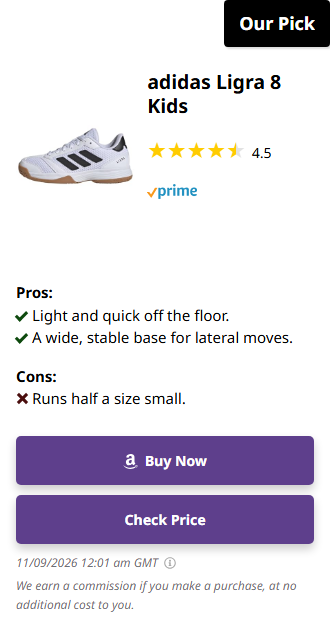 Our Pick
adidas Ligra 8
Kids
4.5
prime
Pros:
Light and quick off the floor.
A wide, stable base for lateral moves.
Cons:
Runs half a size small.
Buy Now
Check Price
11/09/2026 12:01 am GMT
We earn a commission if you make a purchase, at no
additional cost to you.